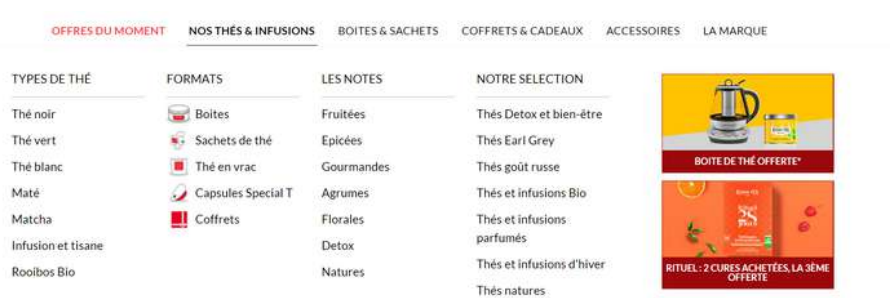 OFFRES DU MOMENT NOS THÉS & INFUSIONS BOITES & SACHETS COFFRETS & CADEAUX ACCESSOIRES LA MARQUE
TYPES DE THÉ
Thé noir
Thé vert
Thé blanc
Maté
Matcha
Infusion et tisane
Rooibos Bio
FORMATS
Boites
Sachets de thé
Thé en vrac
Capsules Special T
Coffrets
LES NOTES
Fruitées
Epicées
Gourmandes
Agrumes
Florales
Detox
Natures
NOTRE SELECTION
Thés Detox et bien-être
Thés Earl Grey
Thés goût russe
Thés et infusions Bio
Thés et infusions
parfumés
Thés et infusions d'hiver
Thés natures
BOITE DE THÉ OFFERTE*
28
RITUEL : 2 CURES ACHETÉES, LA 3ÈME
OFFERTE